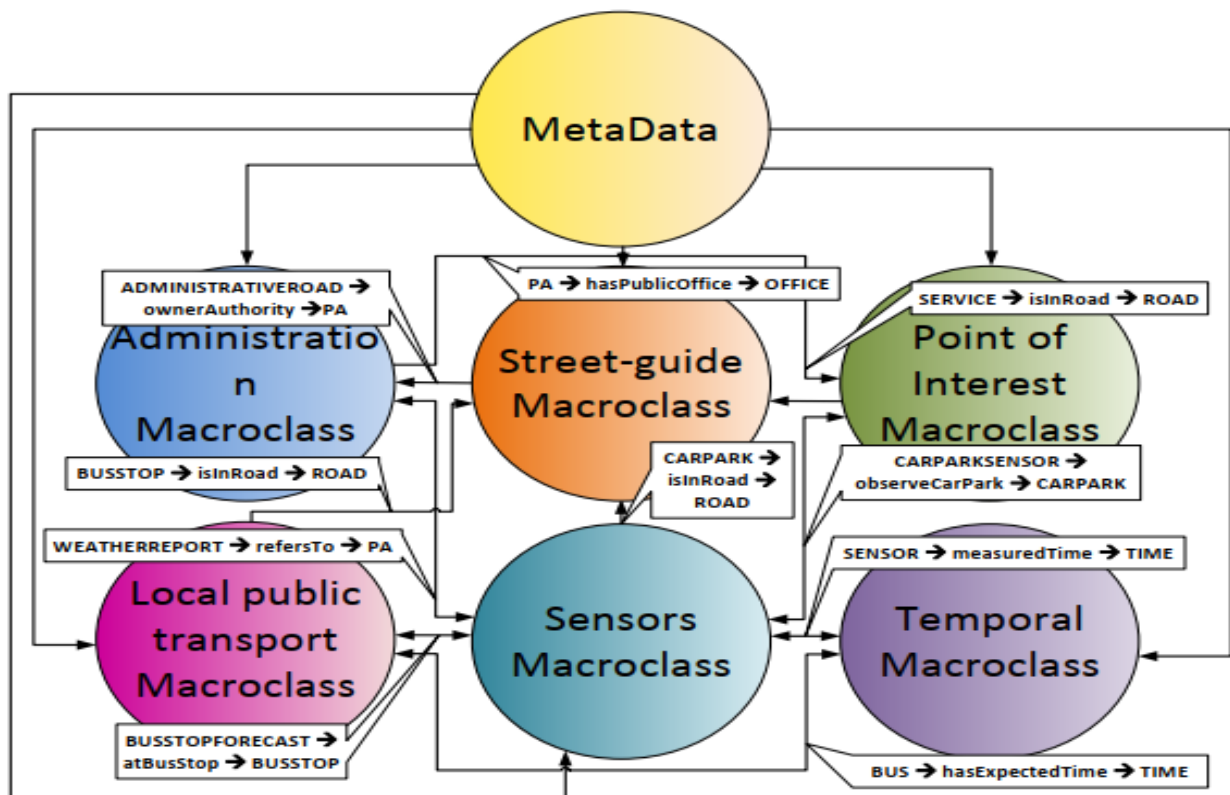 MetaData
ADMINISTRATIVEROAD →
ownerAuthority →PA
PA → hasPublicOffice → OFFICE
SERVICE → isInRoad → ROAD
Administratio
n
Macroclass
Street-guide
Macroclass
Point of
Interest
Macroclass
BUSSTOP → isInRoad → ROAD
CARPARK →
isInRoad →
ROAD
CARPARKSENSOR →
observeCarPark → CARPARK
WEATHERREPORT → refersTo → PA
SENSOR → measuredTime → TIME
Local public
transport
Macroclass
Sensors
Macroclass
Temporal
Macroclass
BUSSTOPFORECAST →
atBusStop → BUSSTOP
BUS → hasExpectedTime → TIME